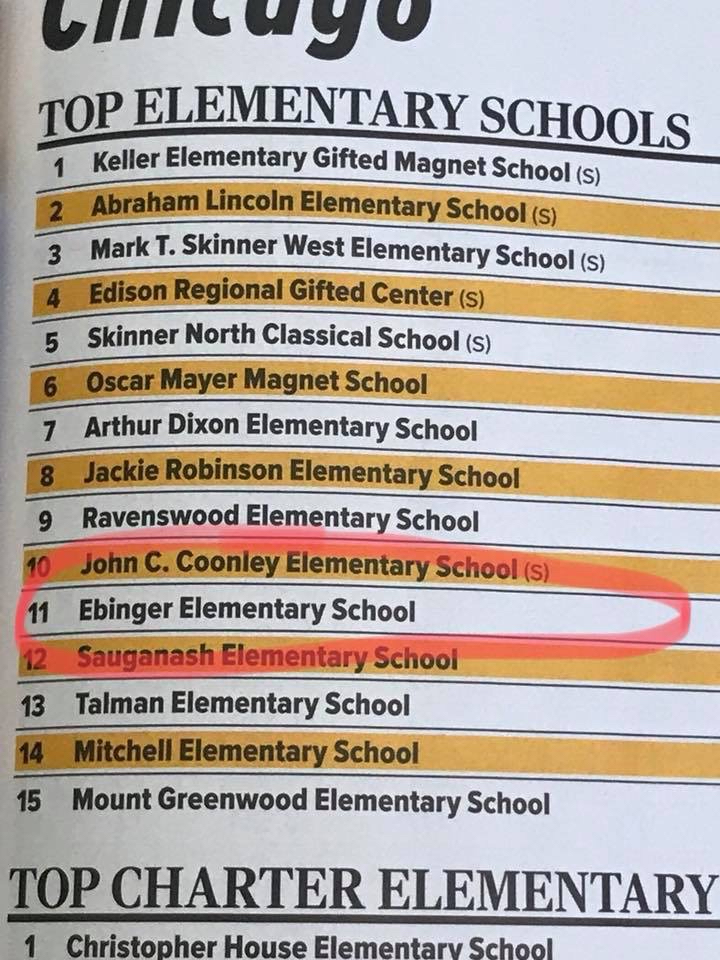 Chicago
TOP ELEMENTARY SCHOOLS
1 Keller Elementary Gifted Magnet School (S)
2 Abraham Lincoln Elementary School (S)
3 Mark T. Skinner West Elementary School (S)
4 Edison Regional Gifted Center (S)
5 Skinner North Classical School (S)
6 Oscar Mayer Magnet School
7 Arthur Dixon Elementary School
8 Jackie Robinson Elementary School
9 Ravenswood Elementary School
10 John C. Coonley Elementary School (S)
11 Ebinger Elementary School
12 Sauganash Elementary School
13 Talman Elementary School
14 Mitchell Elementary School
15 Mount Greenwood Elementary School
TOP CHARTER ELEMENTARY
1 Christopher House Elementary School